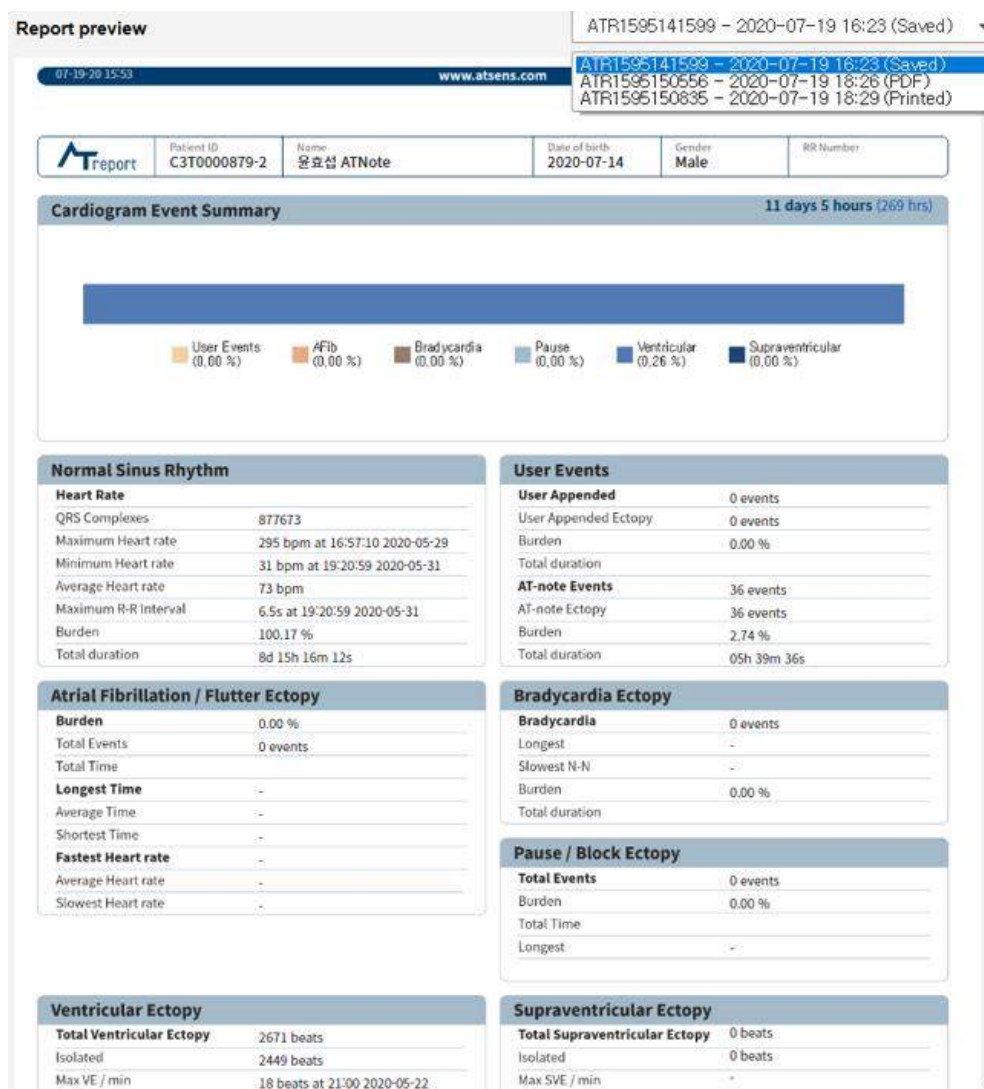 Report preview
ATR1595141599 - 2020-07-19 16:23 (Saved)
ATR1595141599 - 2020-07-19 16:23 (Saved)
ATR1595150556 - 2020-07-19 18:26 (PDF)
ATR1595150835 - 2020-07-19 18:29 (Printed)
07-19-20 15:53
www.atsens.com
ATreport
Patient ID
C3T0000879-2
Name
윤효섭 ATNote
Date of birth
2020-07-14
Gender
Male
RR Number
Cardiogram Event Summary
11 days 5 hours (269 hrs)
User Events
(0,00 %)
AFib
(0,00 %)
Bradycardia
(0,00 %)
Pause
(0,00 %)
Ventricular
(0,26 %)
Supraventricular
(0,00 %)
Normal Sinus Rhythm
Heart Rate
QRS Complexes 877673
Maximum Heart rate 295 bpm at 16:57:10 2020-05-29
Minimum Heart rate 31 bpm at 19:20:59 2020-05-31
Average Heart rate 73 bpm
Maximum R-R Interval 6.5s at 19:20:59 2020-05-31
Burden 100.17 %
Total duration 8d 15h 16m 12s
User Events
User Appended 0 events
User Appended Ectopy 0 events
Burden 0.00 %
Total duration
AT-note Events 36 events
AT-note Ectopy 36 events
Burden 2.74 %
Total duration 05h 39m 36s
Atrial Fibrillation / Flutter Ectopy
Burden 0.00 %
Total Events 0 events
Total Time
Longest Time -
Average Time -
Shortest Time -
Fastest Heart rate -
Average Heart rate -
Slowest Heart rate -
Bradycardia Ectopy
Bradycardia 0 events
Longest -
Slowest N-N -
Burden 0.00 %
Total duration
Pause / Block Ectopy
Total Events 0 events
Burden 0.00 %
Total Time
Longest -
Ventricular Ectopy
Total Ventricular Ectopy 2671 beats
Isolated 2449 beats
Max VE / min 18 beats at 21:00 2020-05-22
Supraventricular Ectopy
Total Supraventricular Ectopy 0 beats
Isolated 0 beats
Max SVE / min -